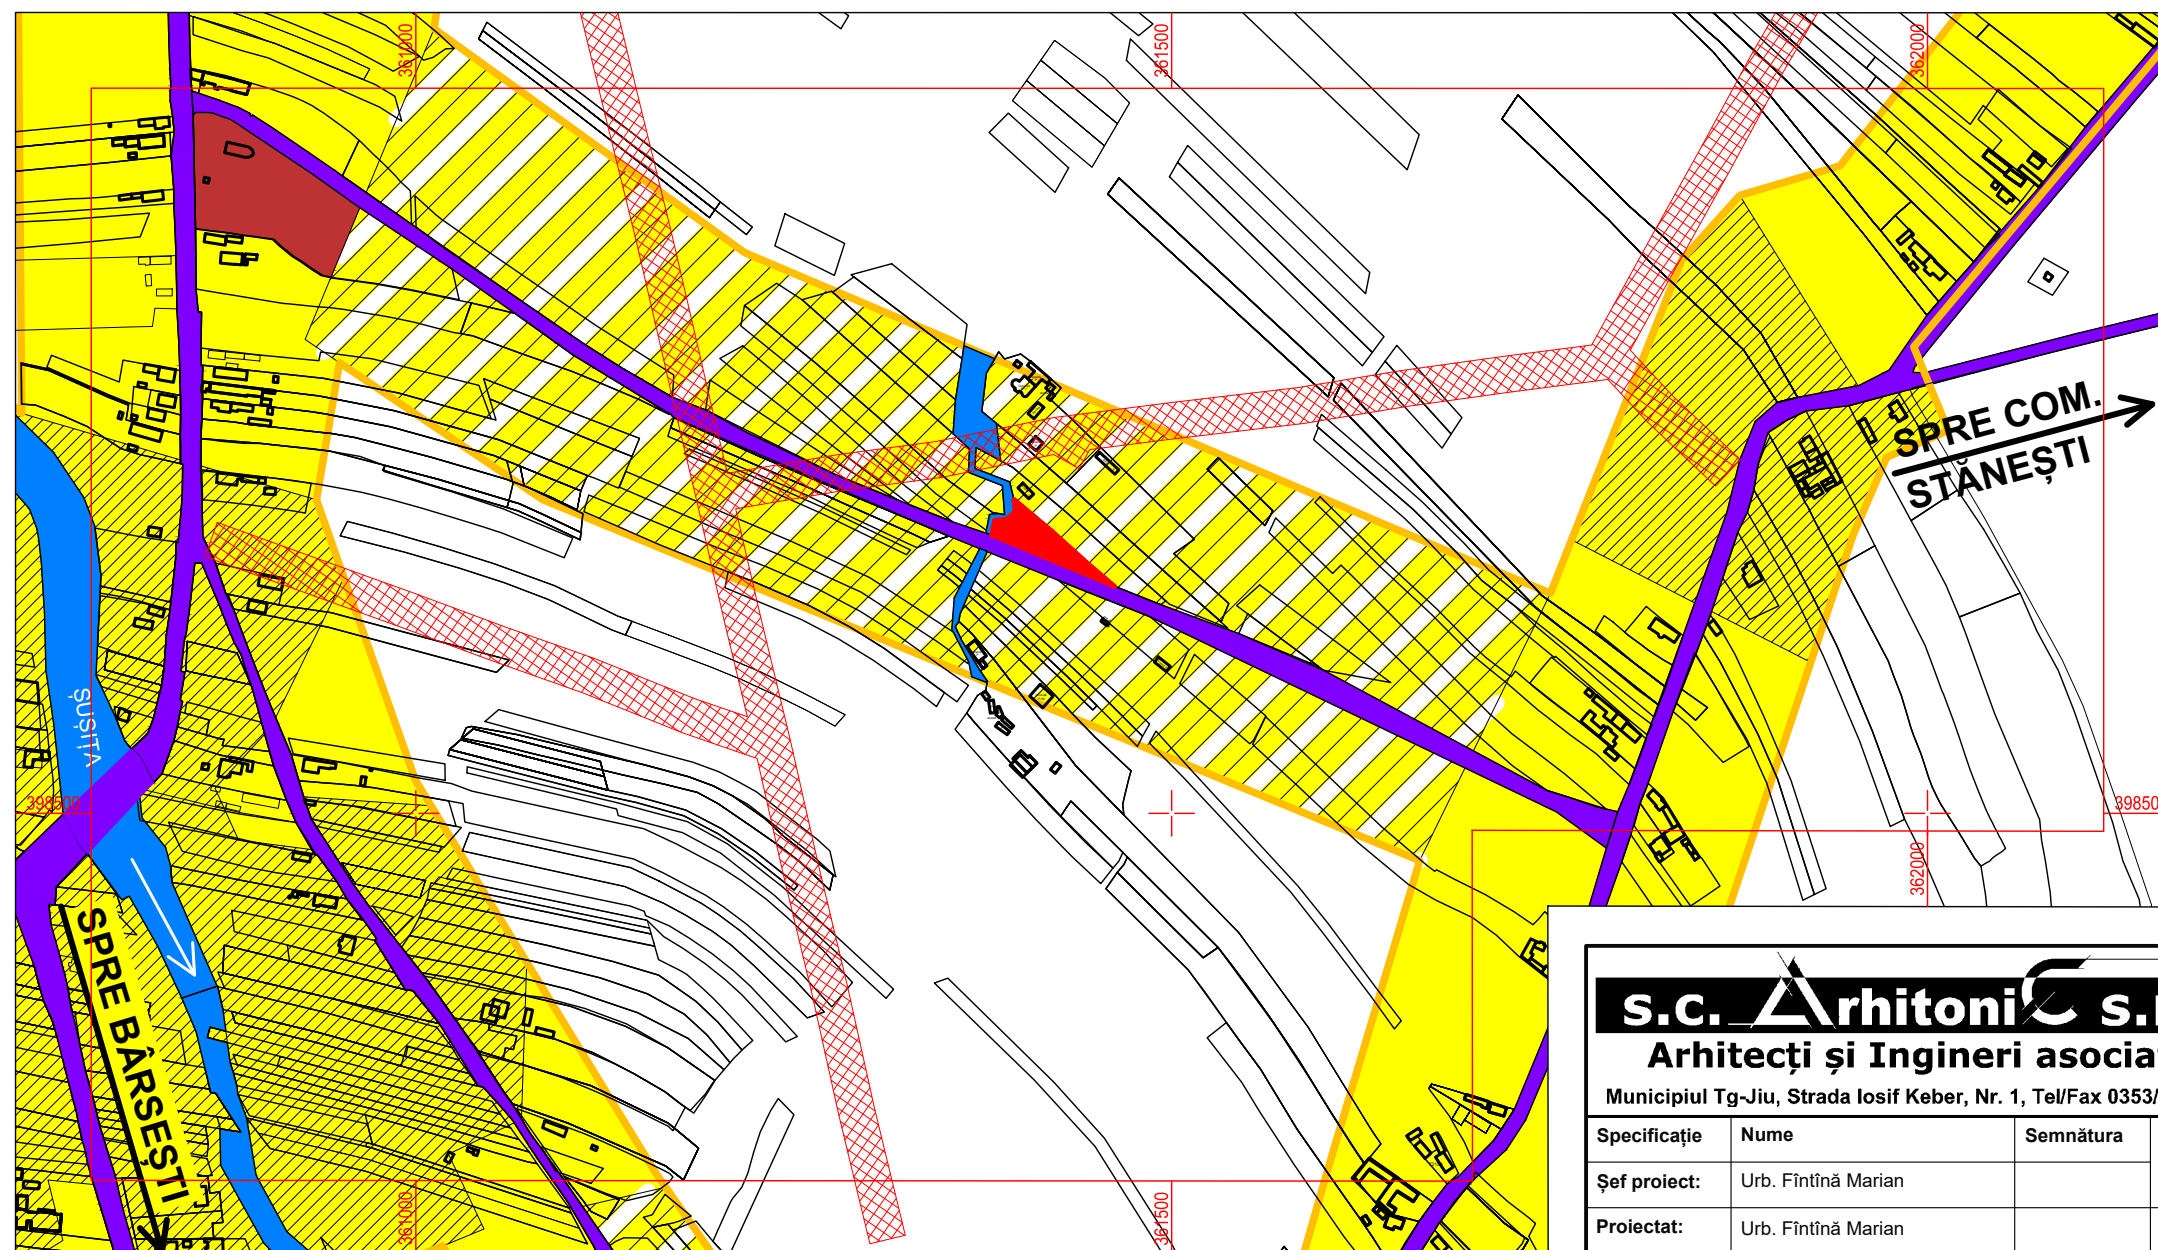 361000
361500
362000
SPRE COM.
STĂNEȘTI
ȘUȘIȚA
398500
39850
362000
SPRE BÂRSEȘTI
361000
361500
S.C. ArhitoniC S.
Arhitecți și Ingineri asocia
Municipiul Tg-Jiu, Strada Iosif Keber, Nr. 1, Tel/Fax 0353/
Specificație Nume Semnătura
Șef proiect: Urb. Fîntînă Marian
Proiectat: Urb. Fîntînă Marian